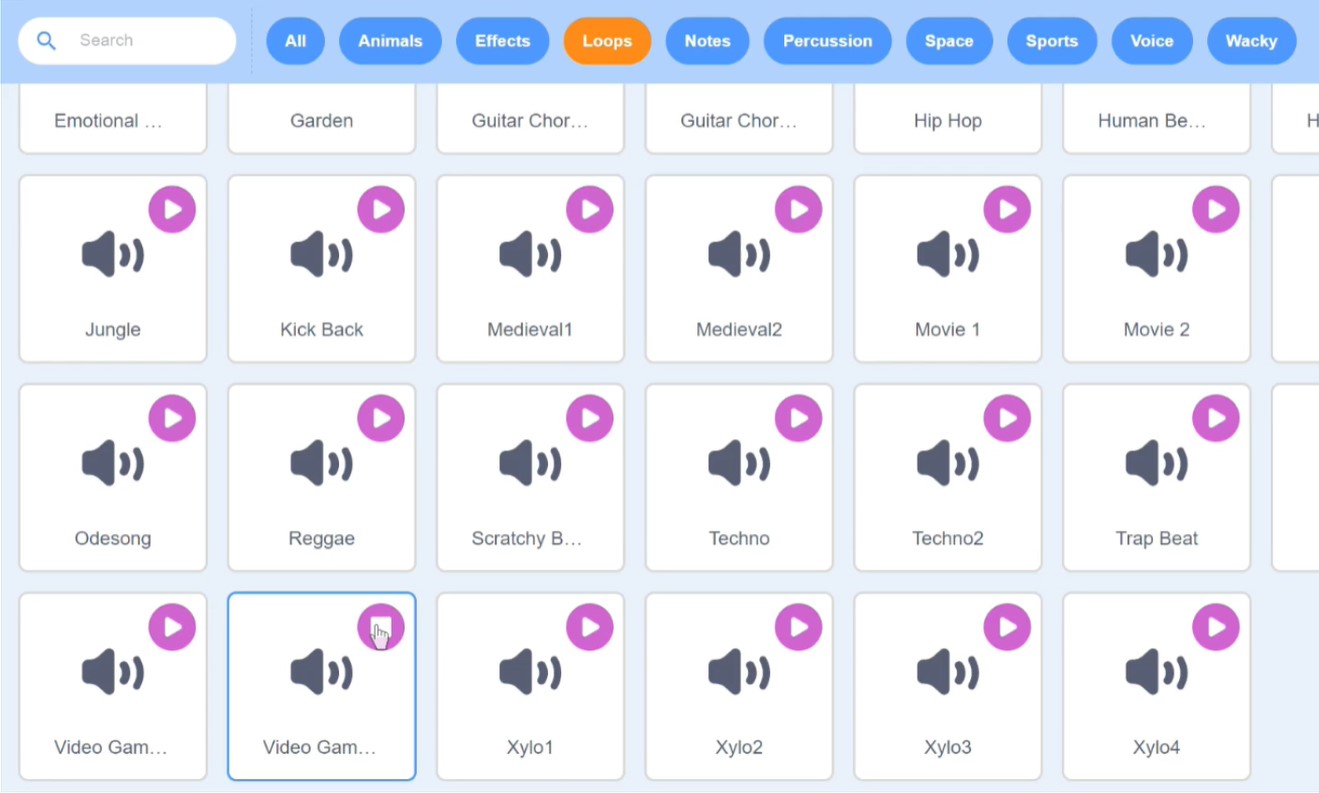 Search All Animals Effects Loops Notes Percussion Space Sports Voice Wacky
Emotional ... Garden Guitar Chor... Guitar Chor... Hip Hop Human Be... H
Jungle Kick Back Medieval1 Medieval2 Movie 1 Movie 2
Odesong Reggae Scratchy B... Techno Techno2 Trap Beat
Video Gam... Video Gam... Xylo1 Xylo2 Xylo3 Xylo4